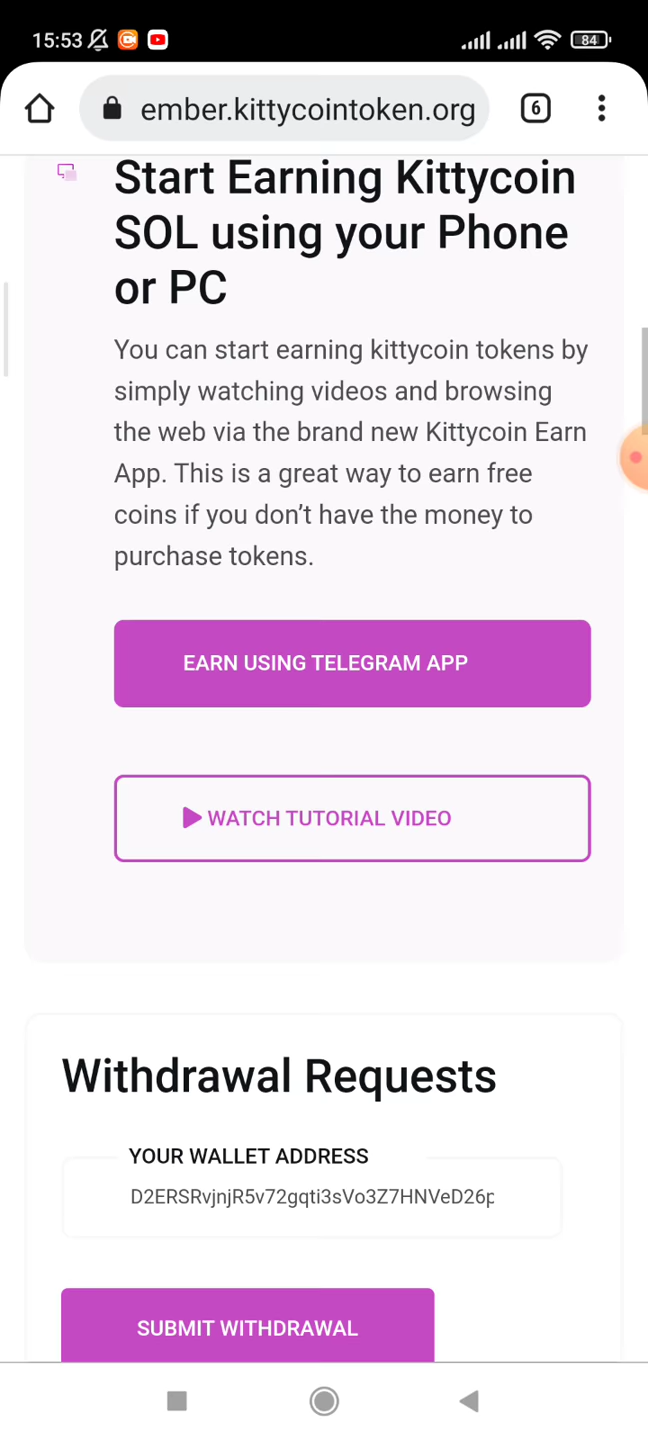 15:53
84
ember.kittycointoken.org
6
Start Earning Kittycoin
SOL using your Phone
or PC
You can start earning kittycoin tokens by
simply watching videos and browsing
the web via the brand new Kittycoin Earn
App. This is a great way to earn free
coins if you don’t have the money to
purchase tokens.
EARN USING TELEGRAM APP
WATCH TUTORIAL VIDEO
Withdrawal Requests
YOUR WALLET ADDRESS
D2ERSRvjnjR5v72gqti3sVo3Z7HNVeD26p
SUBMIT WITHDRAWAL